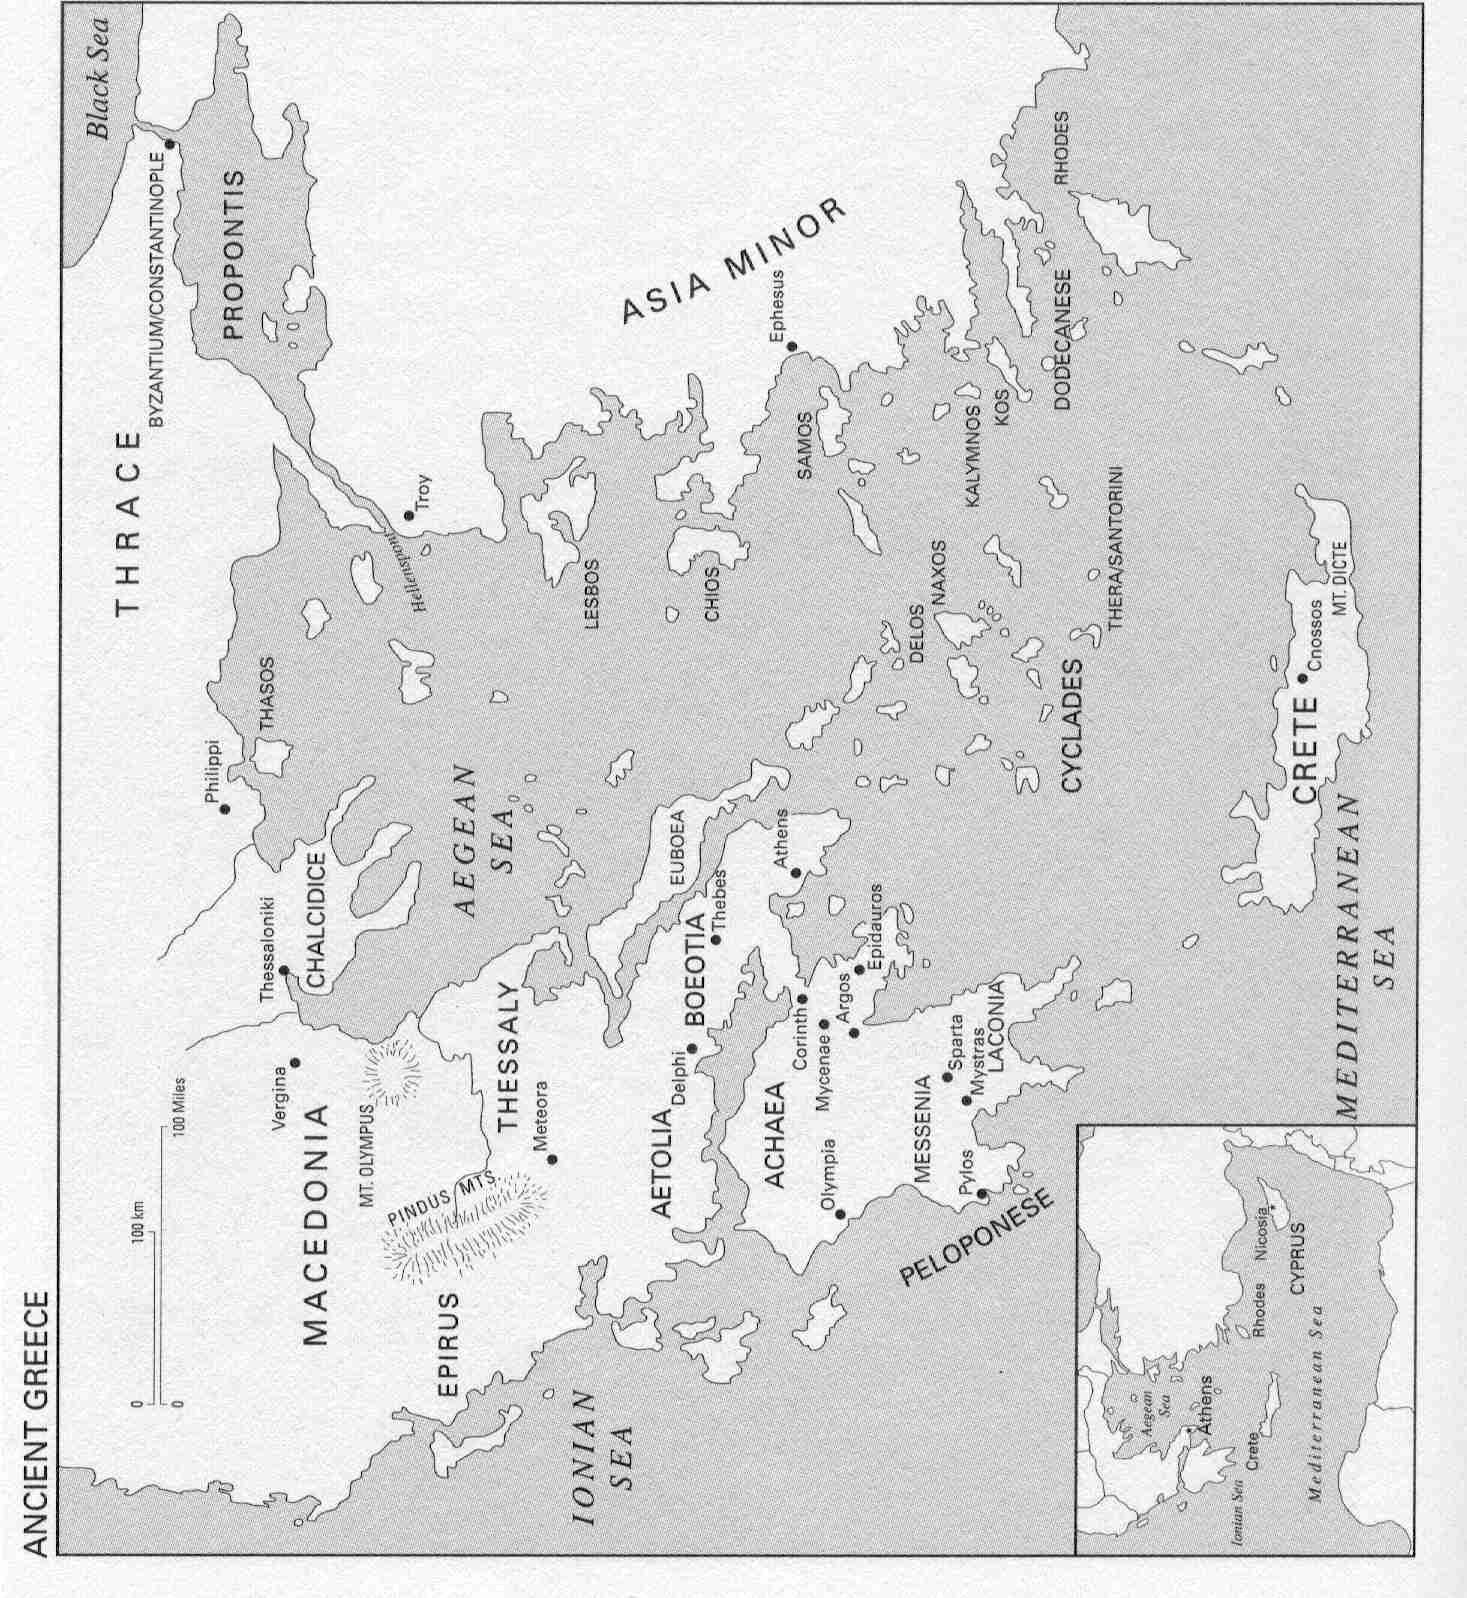 ANCIENT GREECE
Black Sea
THRACE
BYZANTIUM/CONSTANTINOPLE
PROPONTIS
0
100 km
0
100 Miles
Philippi
THASOS
Thessaloniki
CHALCIDICE
Vergina
MACEDONIA
MT. OLYMPUS
PINDUS MTS.
EPIRUS
THESSALY
Meteora
Hellenspont
Troy
AEGEAN
SEA
ASIA MINOR
LESBOS
CHIOS
Ephesus
SAMOS
IONIAN
SEA
AETOLIA
Delphi
BOEOTIA
Thebes
EUBOEA
Athens
ACHAEA
Corinth
Mycenae
Argos
Epidauros
Olympia
MESSENIA
Sparta
Mystras
LACONIA
Pylos
PELOPONESE
DELOS
NAXOS
KALYMNOS
KOS
DODECANESE
RHODES
CYCLADES
THERA/SANTORINI
CRETE
Cnossos
MT. DICTE
MEDITERRANEAN
SEA
Aegean
Sea
Athens
Ionian Sea
Crete
Rhodes
Nicosia
CYPRUS
Mediterranean Sea